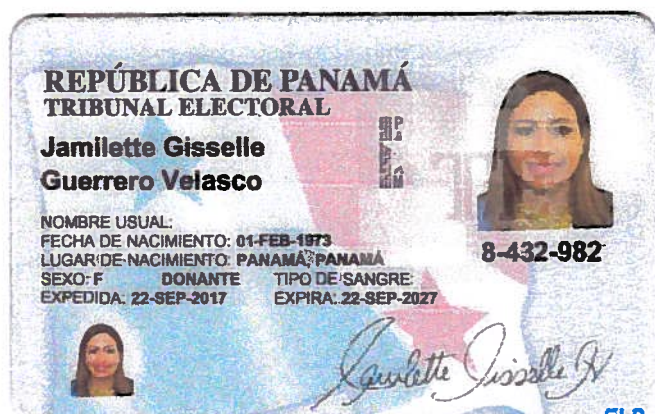 REPÚBLICA DE PANAMÁ
TRIBUNAL ELECTORAL
Jamilette Gisselle
Guerrero Velasco
NOMBRE USUAL:
FECHA DE NACIMIENTO: 01-FEB-1973
LUGAR DE NACIMIENTO: PANAMÁ, PANAMÁ
SEXO: F DONANTE TIPO DE SANGRE:
EXPEDIDA: 22-SEP-2017 EXPIRA: 22-SEP-2027
8-432-982
Jamilette Gisselle